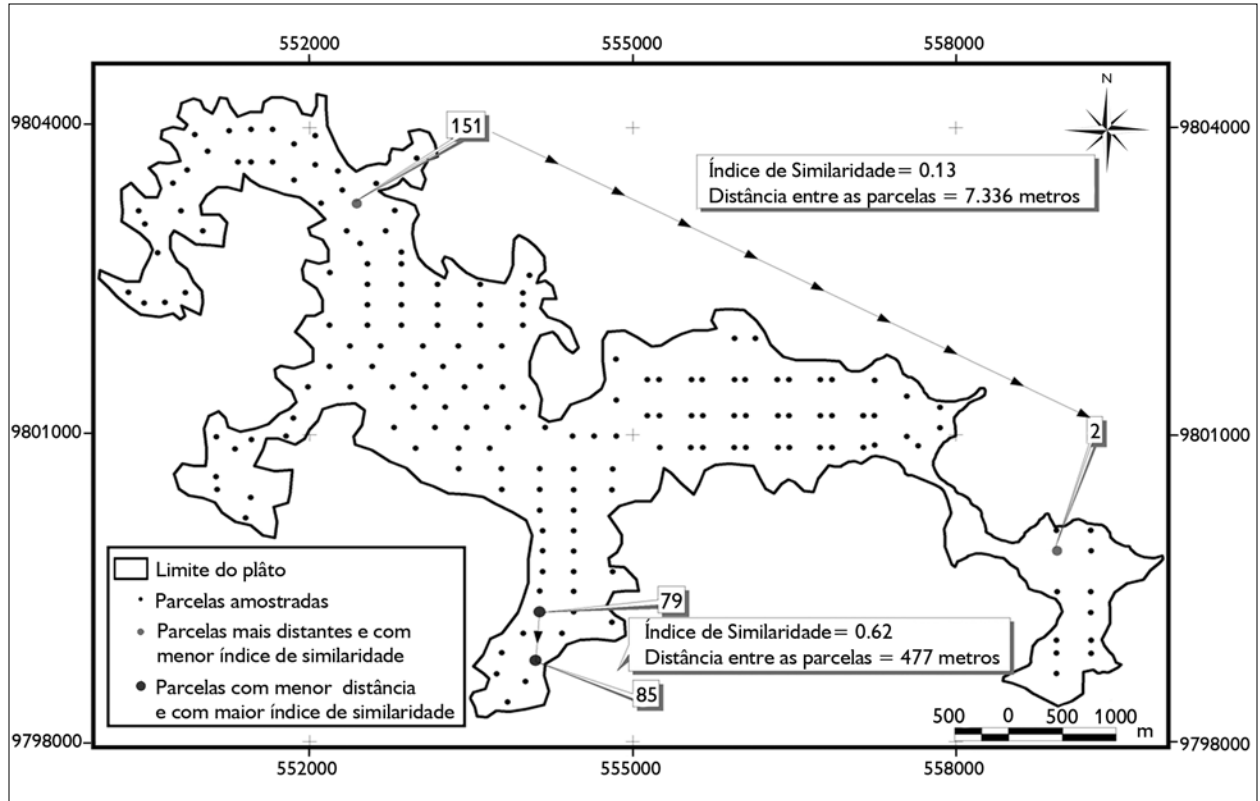 552000
555000
558000
N
9804000
9804000
151
Índice de Similaridade = 0.13
Distância entre as parcelas = 7.336 metros
9801000
9801000
2
Limite do plâto
Parcelas amostradas
Parcelas mais distantes e com
menor índice de similaridade
Parcelas com menor distância
e com maior índice de similaridade
79
Índice de Similaridade = 0.62
Distância entre as parcelas = 477 metros
85
500 0 500 1000
m
9798000
9798000
552000
555000
558000